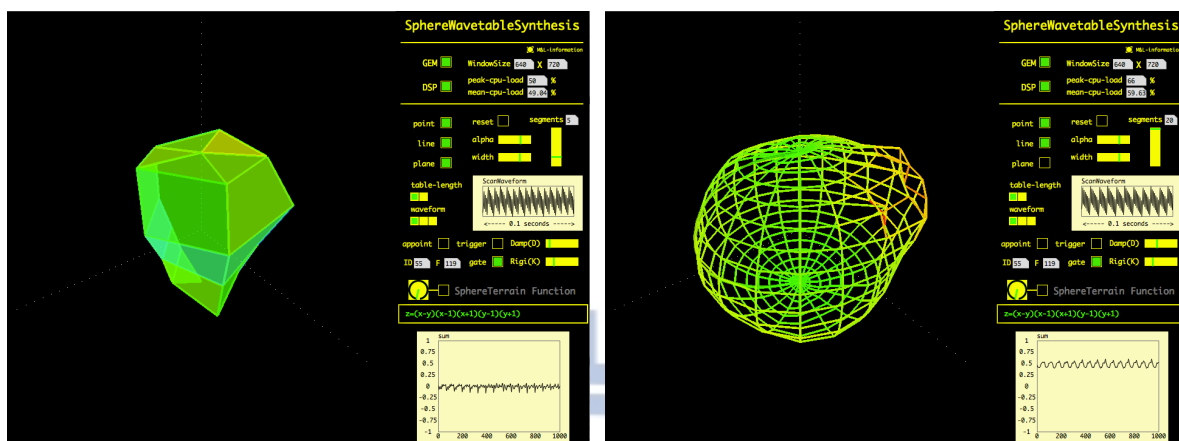 SphereWavetableSynthesis
M&L-information
GEM WindowSize 640 X 720
DSP peak-cpu-load 50 %
mean-cpu-load 49.04 %
point reset segments 5
line alpha
plane width
table-length
waveform
ScanWaveform
<----- 0.1 seconds ----->
appoint trigger Damp(D)
ID 55 F 119 gate Rigi(K)
SphereTerrain Function
z=(x-y)(x-1)(x+1)(y-1)(y+1)
sum
1
0.75
0.5
0.25
0
-0.25
-0.5
-0.75
-1
0 200 400 600 800 1000
SphereWavetableSynthesis
M&L-information
GEM WindowSize 640 X 720
DSP peak-cpu-load 66 %
mean-cpu-load 59.63 %
point reset segments 20
line alpha
plane width
table-length
waveform
ScanWaveform
<----- 0.1 seconds ----->
appoint trigger Damp(D)
ID 55 F 119 gate Rigi(K)
SphereTerrain Function
z=(x-y)(x-1)(x+1)(y-1)(y+1)
sum
1
0.75
0.5
0.25
0
-0.25
-0.5
-0.75
-1
0 200 400 600 800 1000